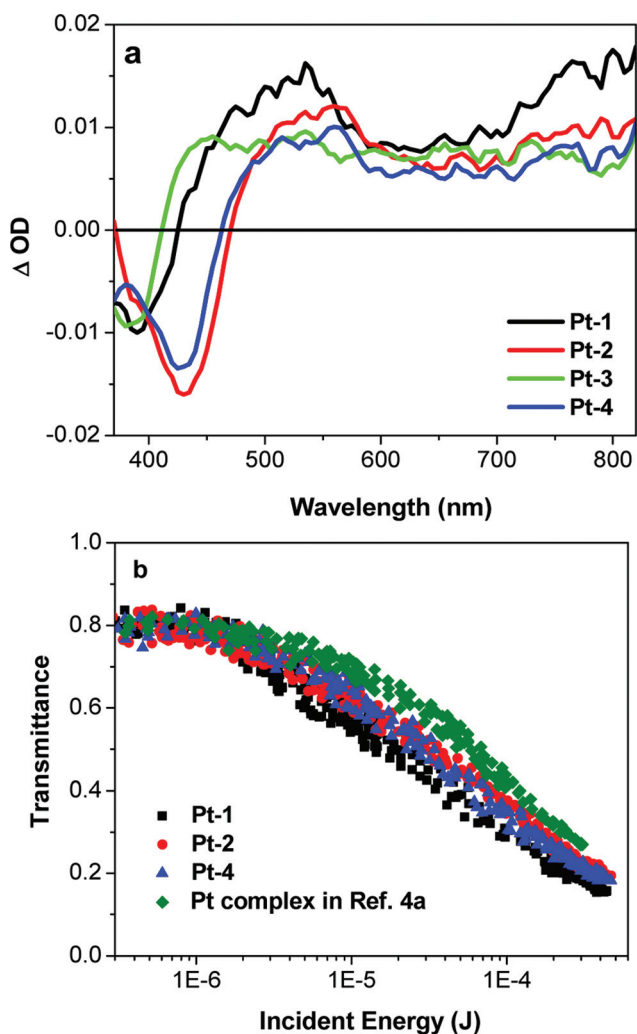 a
0.02
0.01
0.00
-0.01
-0.02
Δ OD
Pt-1
Pt-2
Pt-3
Pt-4
400 500 600 700 800
Wavelength (nm)
b
1.0
0.8
0.6
0.4
0.2
0.0
Transmittance
Pt-1
Pt-2
Pt-4
Pt complex in Ref. 4a
1E-6 1E-5 1E-4
Incident Energy (J)